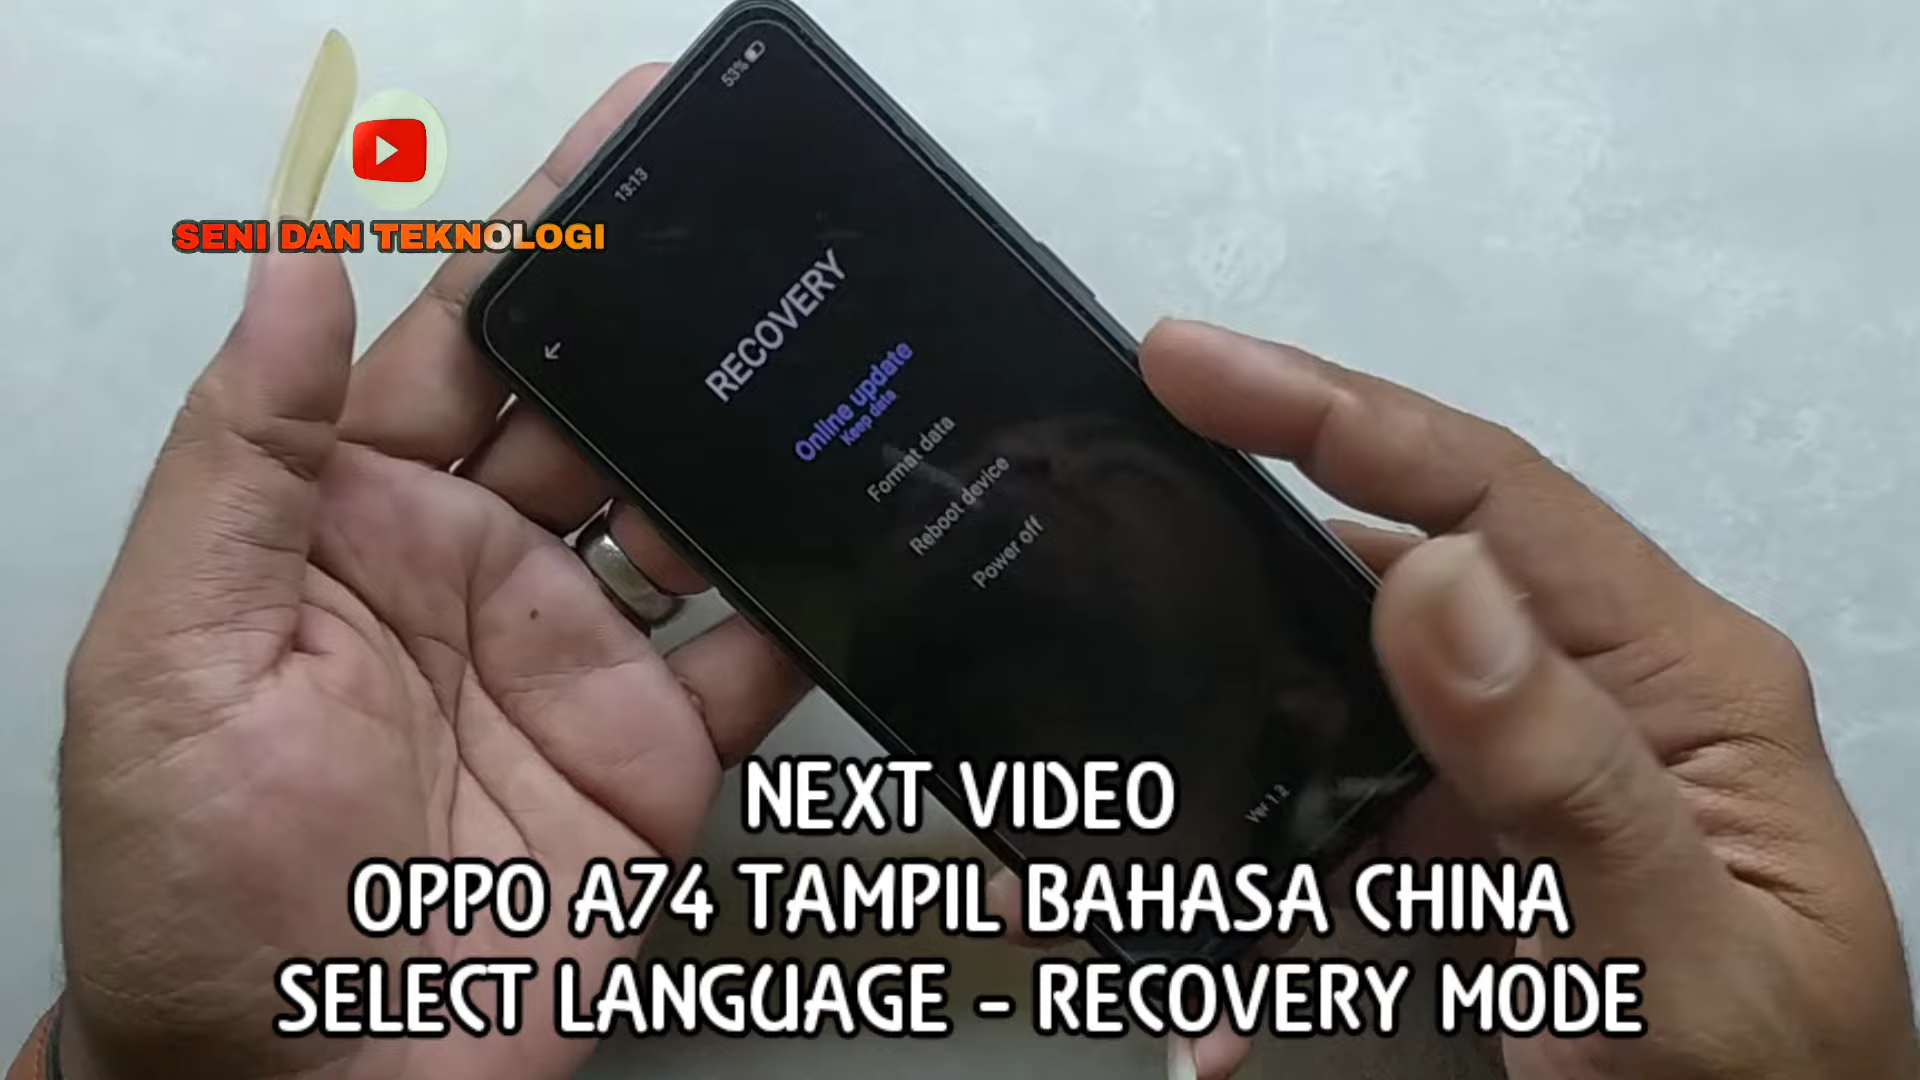 53%
13:13
SENI DAN TEKNOLOGI
RECOVERY
Online update
Keep data
Format data
Reboot device
Power off
Ver 1.2
NEXT VIDEO
OPPO A74 TAMPIL BAHASA CHINA
SELECT LANGUAGE - RECOVERY MODE